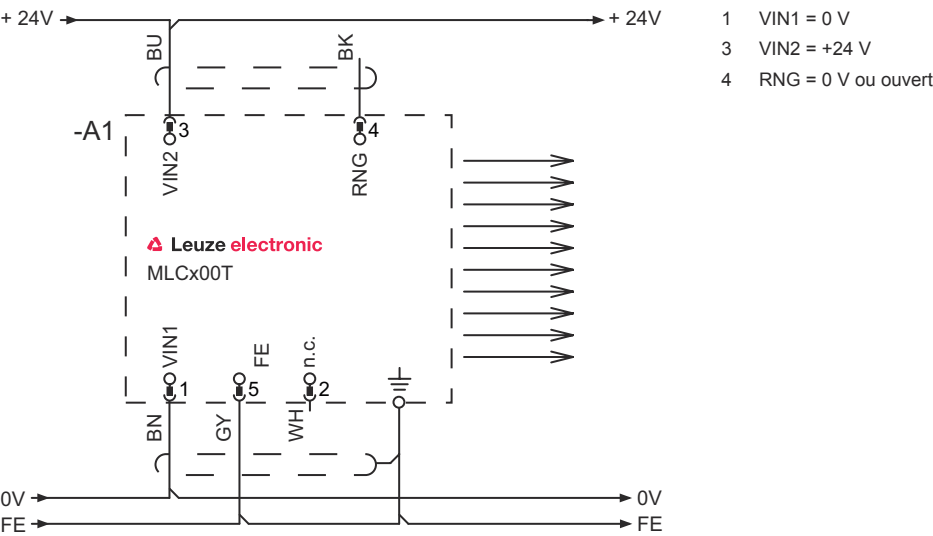 + 24V
+ 24V
1 VIN1 = 0 V
3 VIN2 = +24 V
4 RNG = 0 V ou ouvert
BU
BK
-A1
3
4
VIN2
RNG
Leuze electronic
MLCx00T
VIN1
FE
n.c.
1
5
2
BN
GY
WH
0V
0V
FE
FE